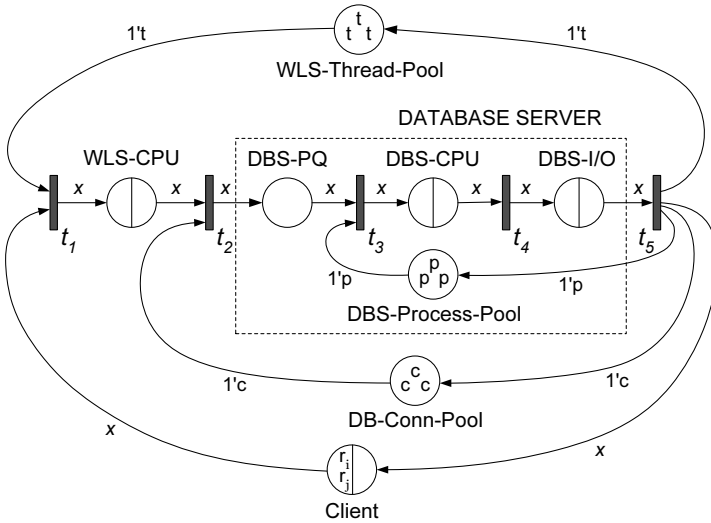 t
t t
1't
1't
WLS-Thread-Pool
DATABASE SERVER
WLS-CPU
DBS-PQ
DBS-CPU
DBS-I/O
x
x
x
x
x
x
x
x
t1
t2
t3
t4
t5
p
p p
1'p
1'p
DBS-Process-Pool
c
c c
1'c
1'c
DB-Conn-Pool
x
x
ri
rj
Client